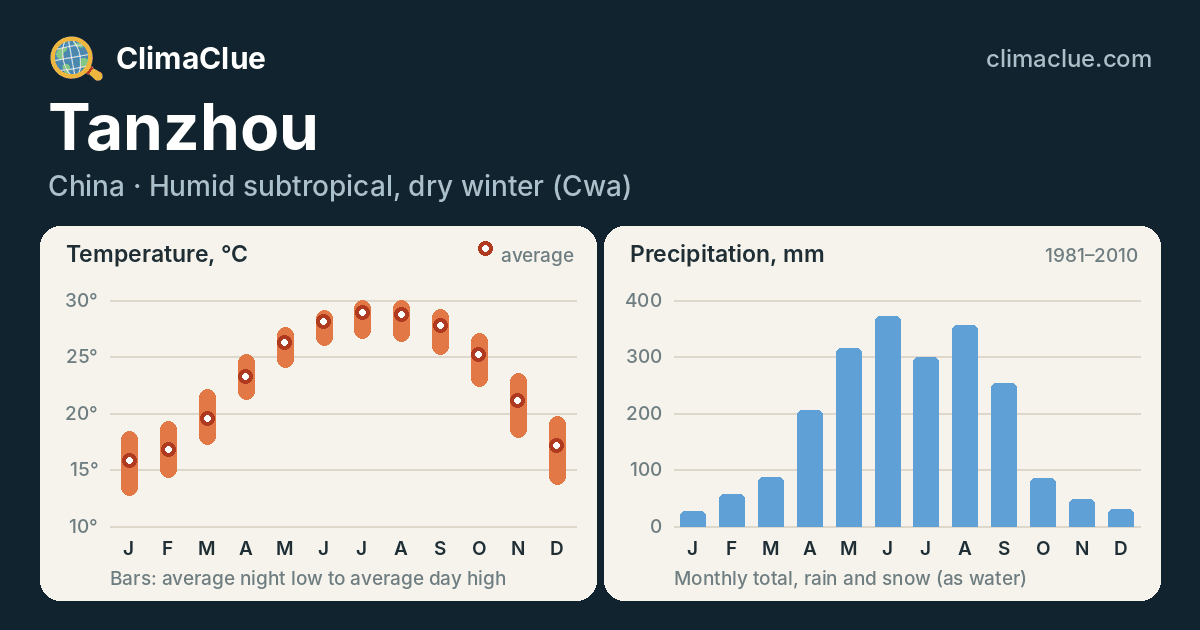 ClimaClue
climaclue.com
Tanzhou
China · Humid subtropical, dry winter (Cwa)
Temperature, °C
average
30°
25°
20°
15°
10°
J F M A M J J A S O N D
Bars: average night low to average day high
Precipitation, mm
1981–2010
400
300
200
100
0
J F M A M J J A S O N D
Monthly total, rain and snow (as water)